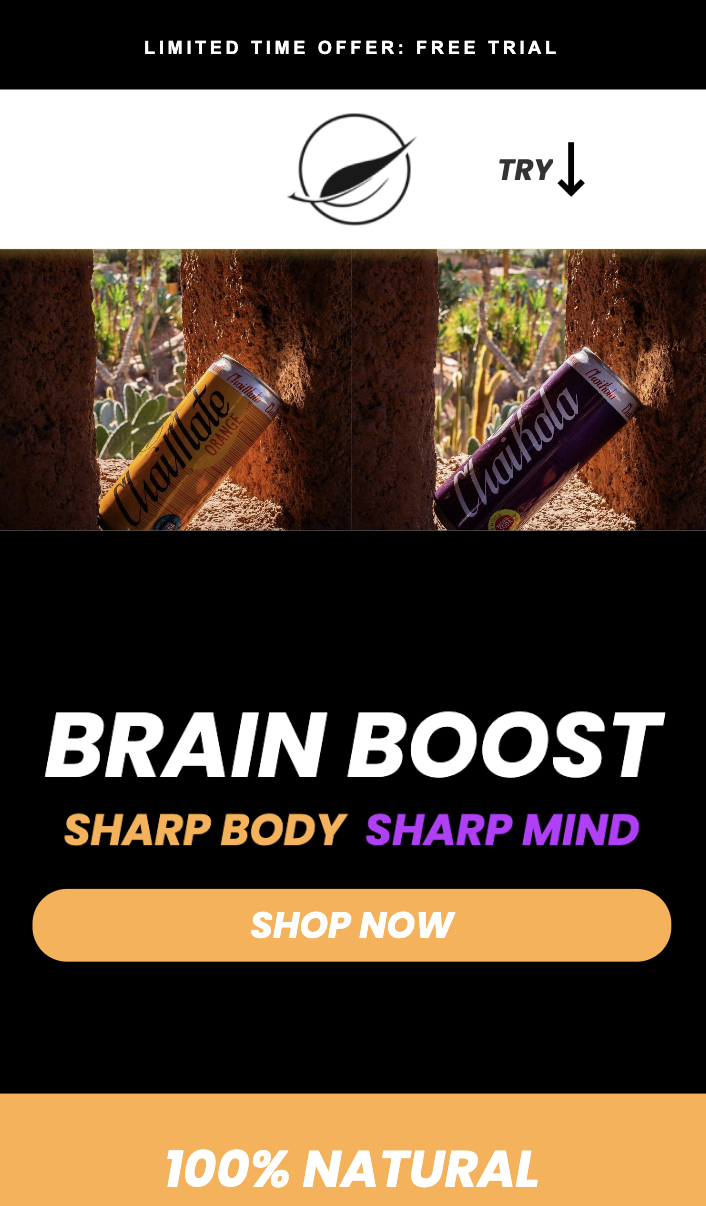 LIMITED TIME OFFER: FREE TRIAL
TRY
ChaiMate
ORANGE
ChaiKola
BRAIN BOOST
SHARP BODY SHARP MIND
SHOP NOW
100% NATURAL